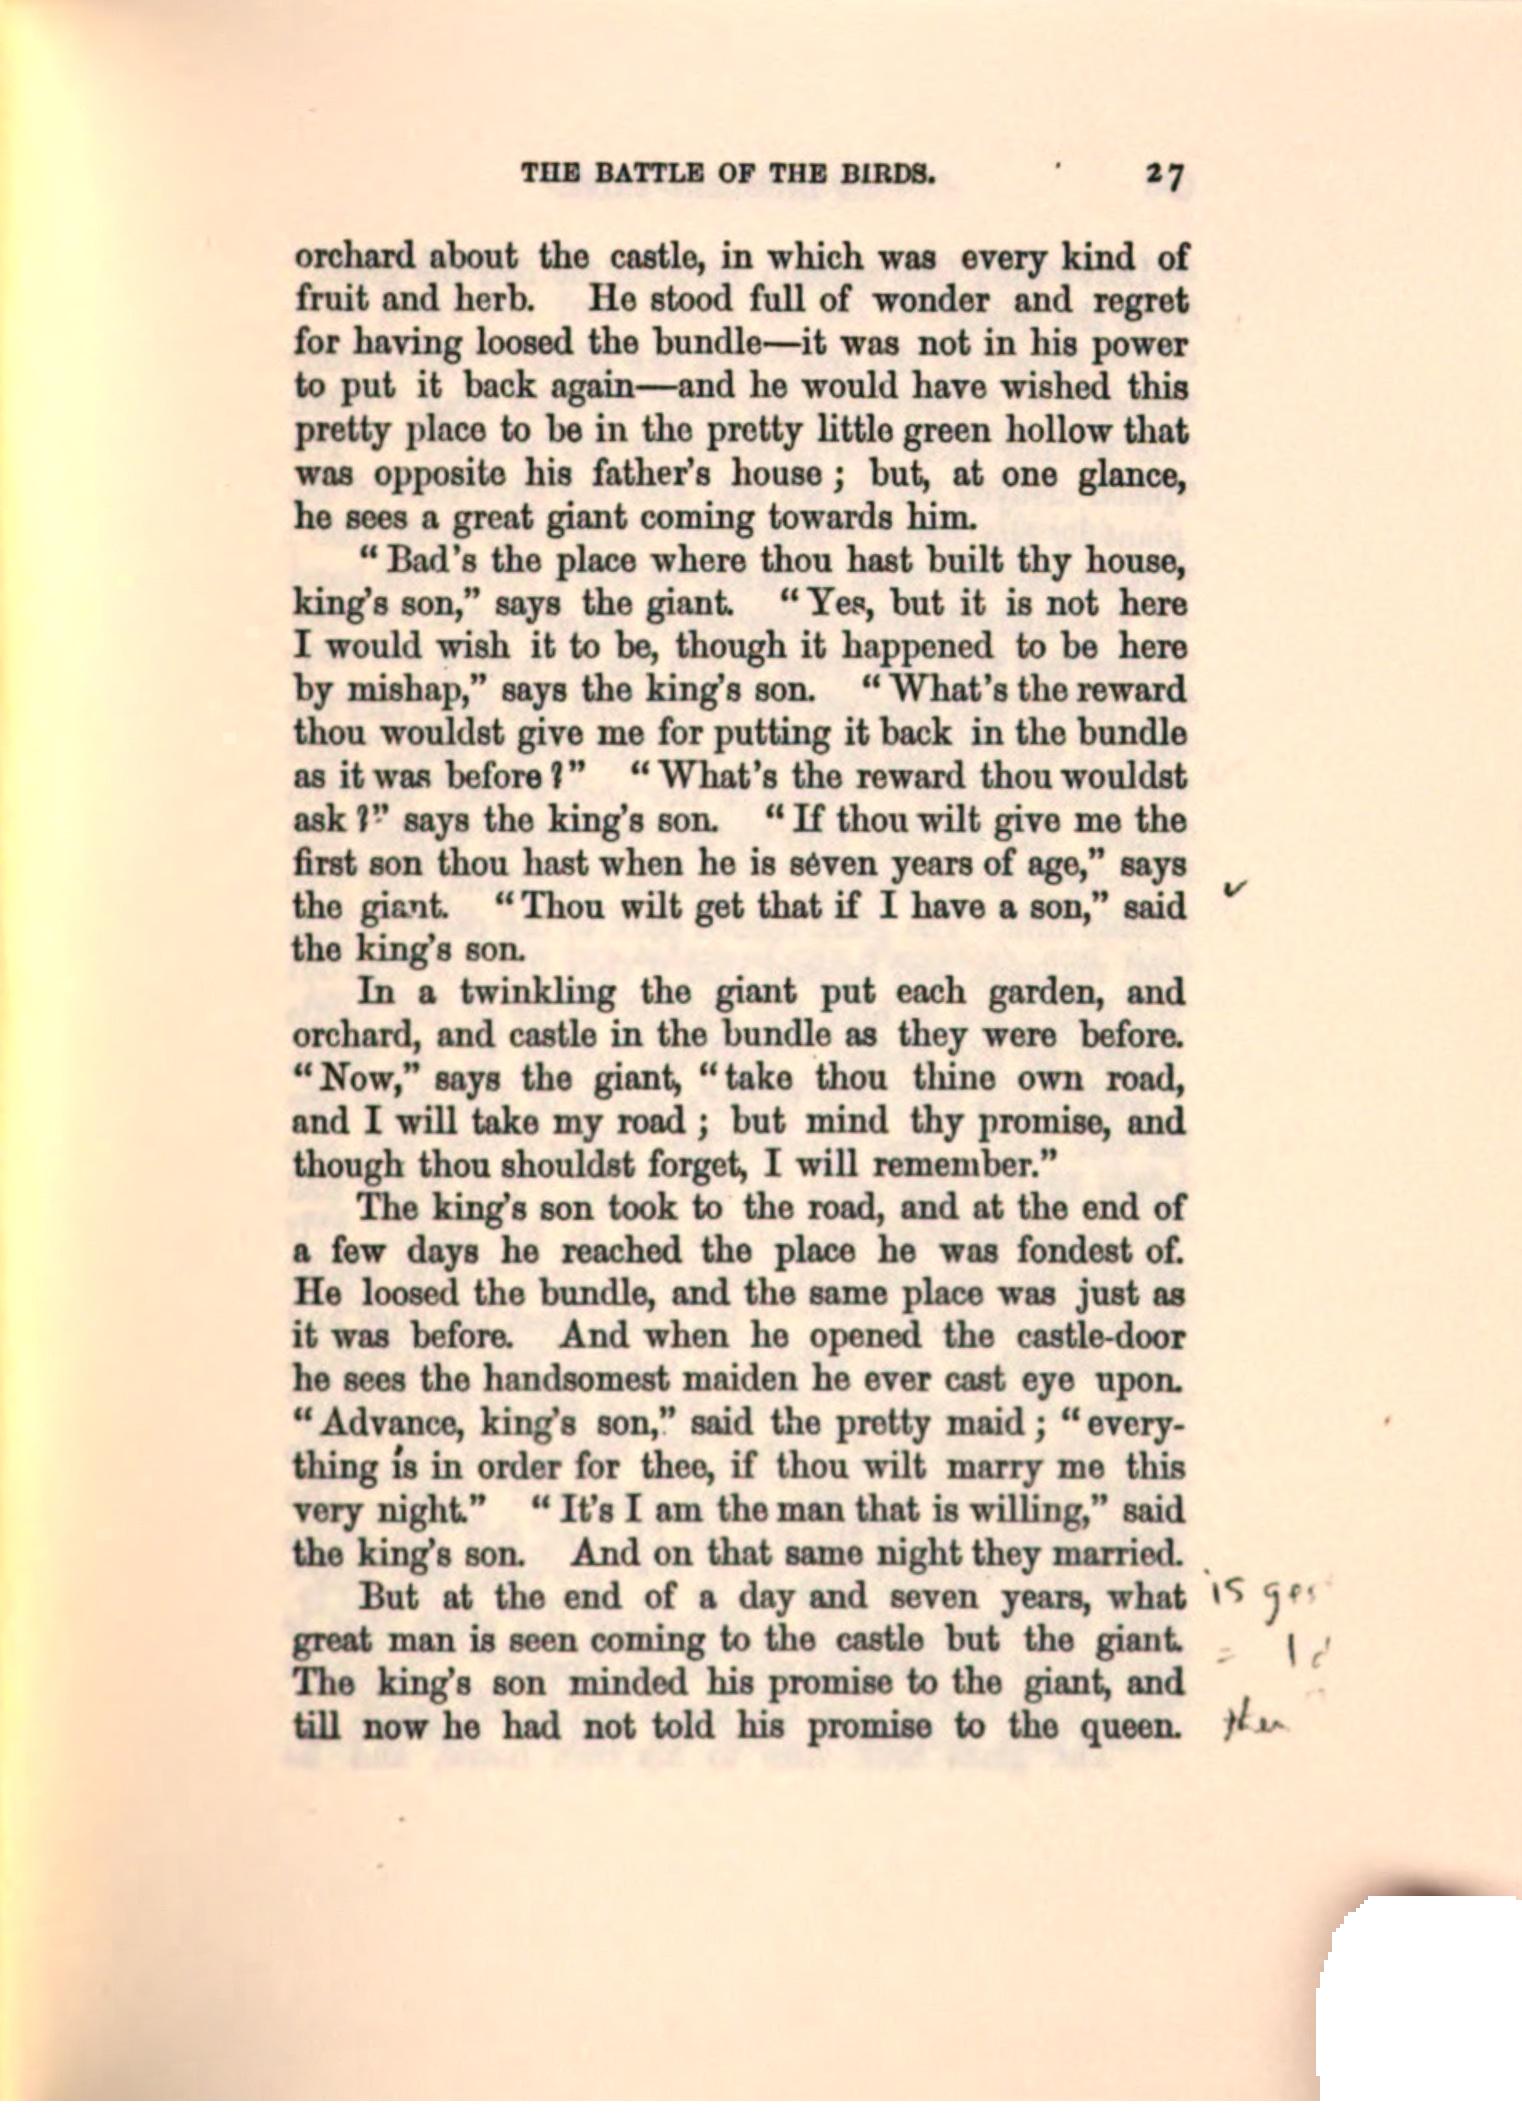 THE BATTLE OF THE BIRDS. 27
orchard about the castle, in which was every kind of
fruit and herb. He stood full of wonder and regret
for having loosed the bundle—it was not in his power
to put it back again—and he would have wished this
pretty place to be in the pretty little green hollow that
was opposite his father's house ; but, at one glance,
he sees a great giant coming towards him.
“ Bad's the place where thou hast built thy house,
king's son,” says the giant. “ Yes, but it is not here
I would wish it to be, though it happened to be here
by mishap,” says the king's son. “ What's the reward
thou wouldst give me for putting it back in the bundle
as it was before ?” “ What's the reward thou wouldst
ask ?” says the king's son. “ If thou wilt give me the
first son thou hast when he is seven years of age,” says
the giant. “ Thou wilt get that if I have a son,” said
the king's son.
In a twinkling the giant put each garden, and
orchard, and castle in the bundle as they were before.
“ Now,” says the giant, “ take thou thine own road,
and I will take my road ; but mind thy promise, and
though thou shouldst forget, I will remember.”
The king's son took to the road, and at the end of
a few days he reached the place he was fondest of.
He loosed the bundle, and the same place was just as
it was before. And when he opened the castle-door
he sees the handsomest maiden he ever cast eye upon.
“ Advance, king's son,” said the pretty maid ; “ every-
thing is in order for thee, if thou wilt marry me this
very night.” “ It's I am the man that is willing,” said
the king's son. And on that same night they married.
But at the end of a day and seven years, what
great man is seen coming to the castle but the giant.
The king's son minded his promise to the giant, and
till now he had not told his promise to the queen.